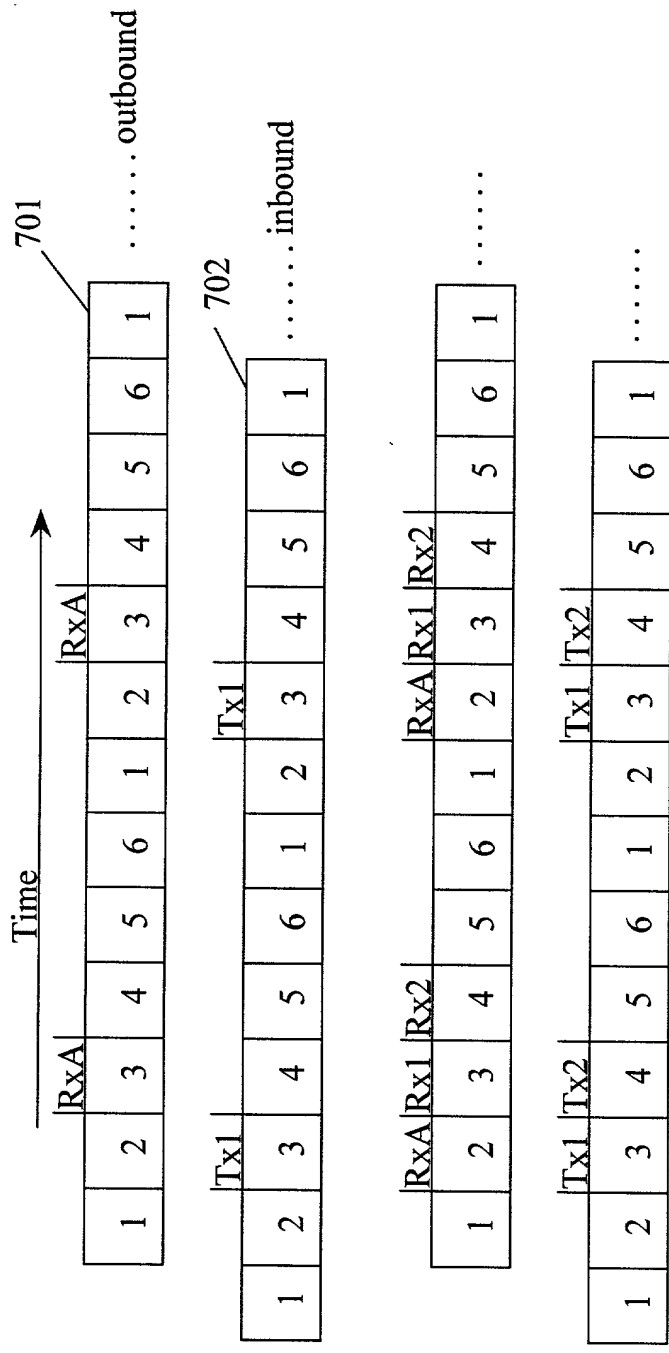 Time
701
RxA RxA
1 2 3 4 5 6 1 2 3 4 5 6 1 ......outbound
702
Tx1 Tx1
1 2 3 4 5 6 1 2 3 4 5 6 1 ......inbound
RxA Rx1 Rx2 RxA Rx1 Rx2
1 2 3 4 5 6 1 2 3 4 5 6 1 ......
Tx1 Tx2 Tx1 Tx2
1 2 3 4 5 6 1 2 3 4 5 6 1 ......